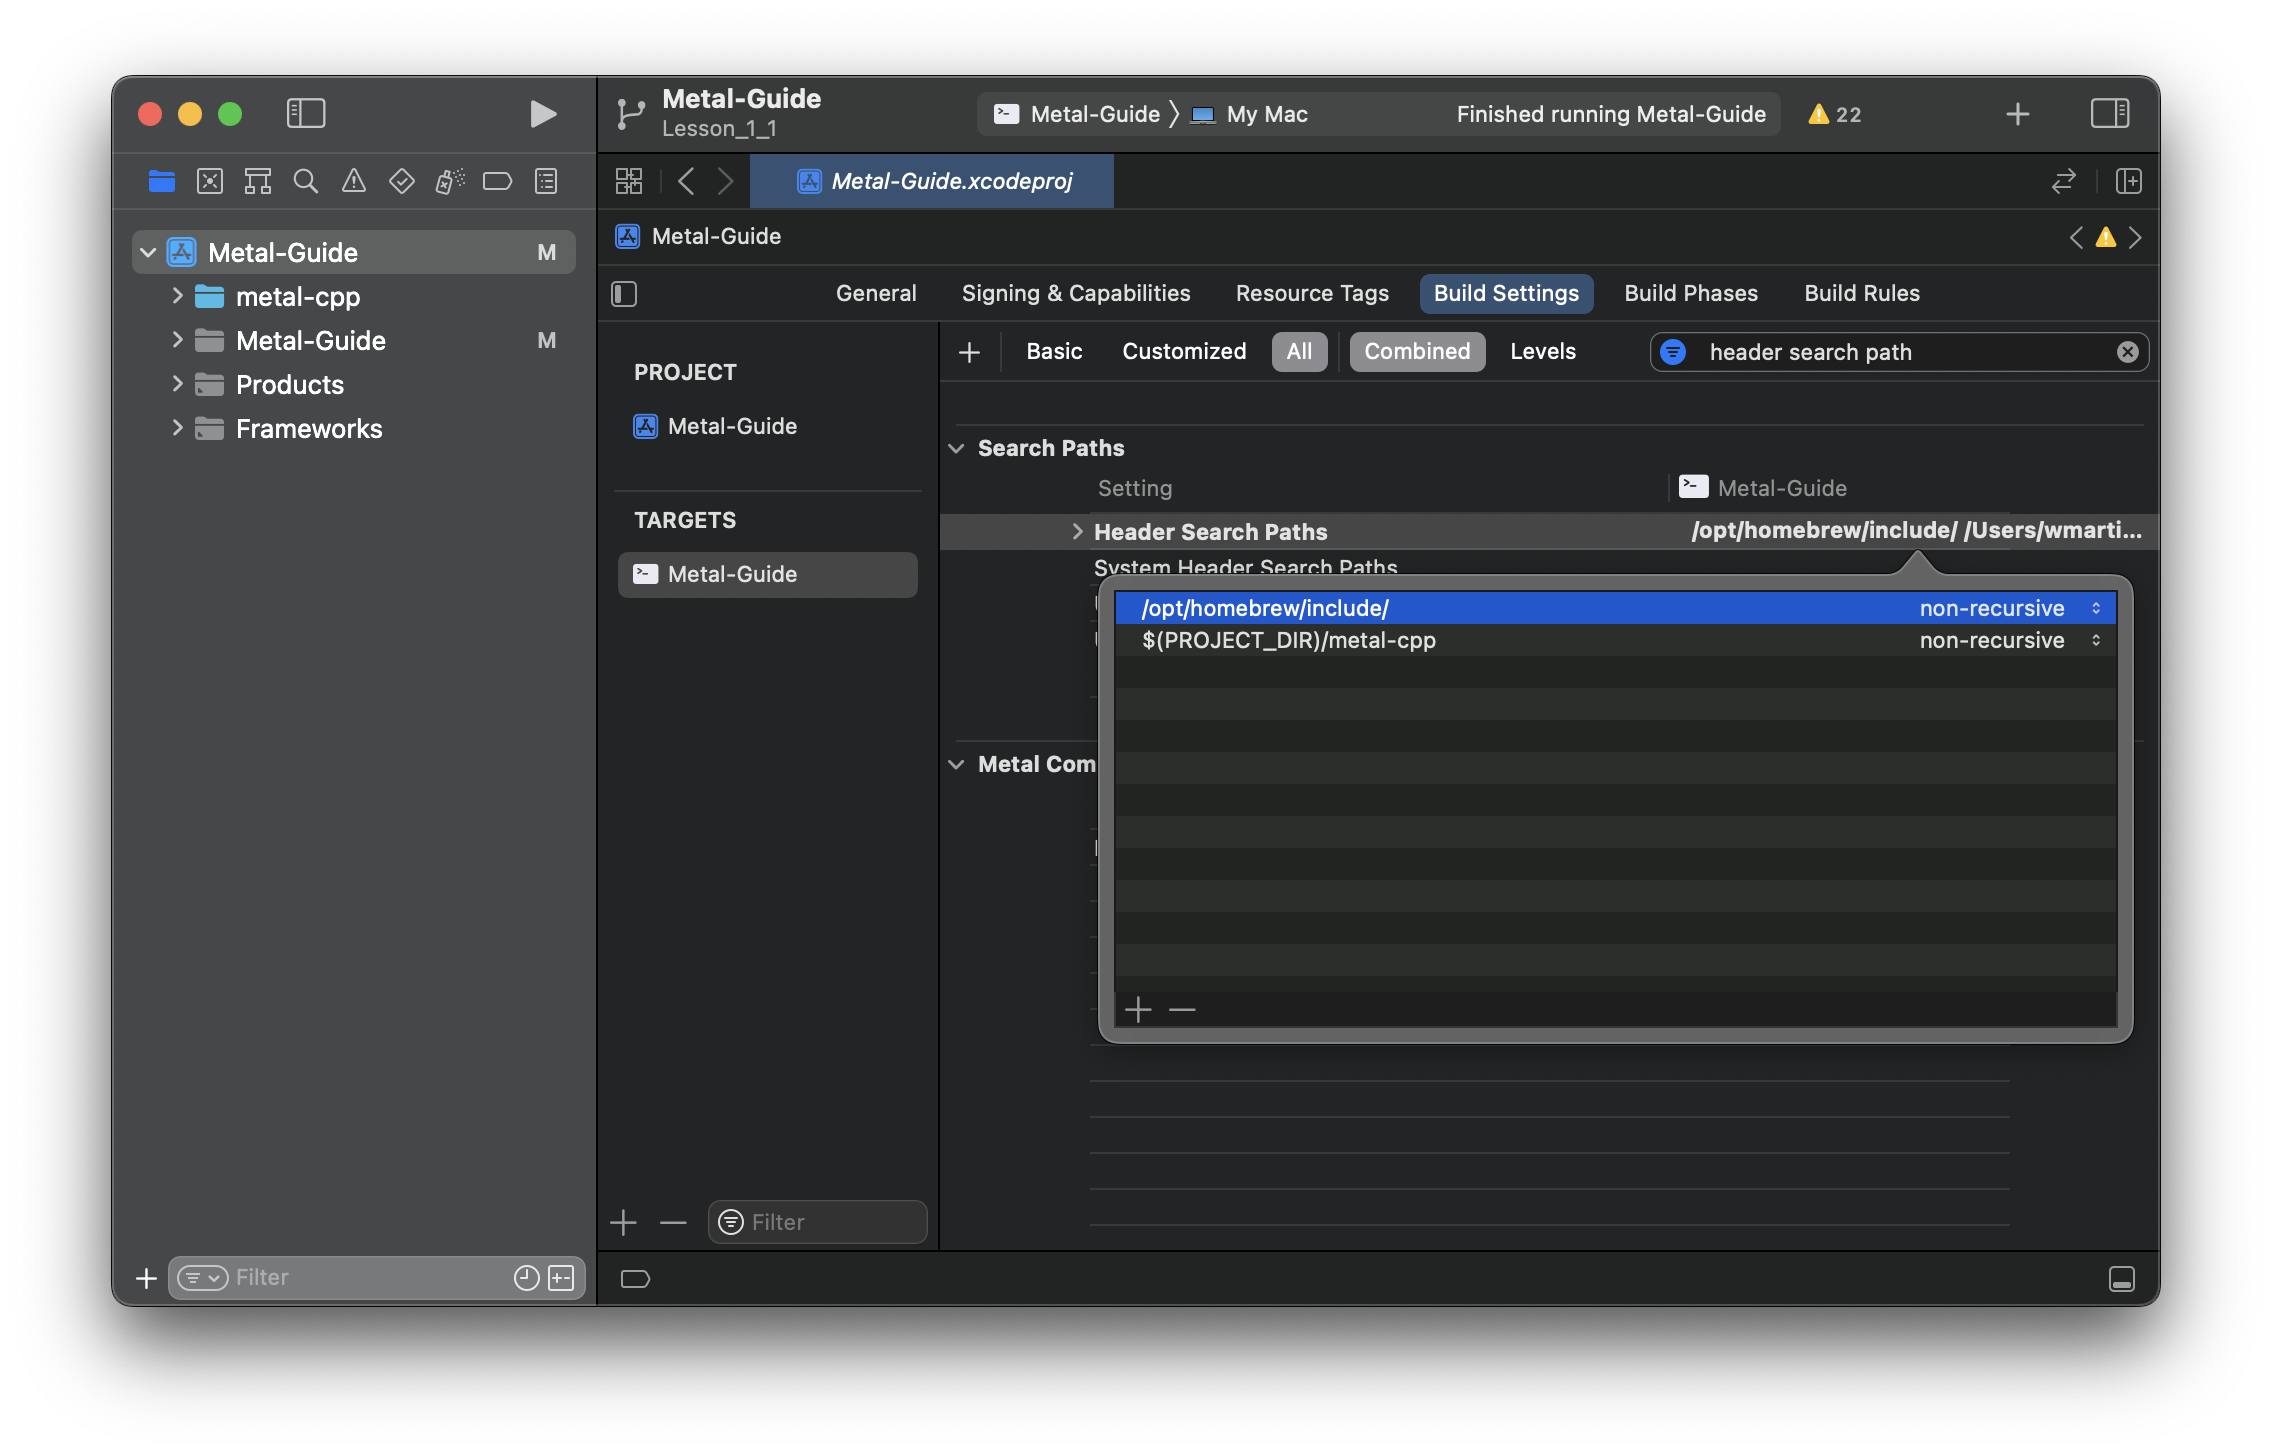 Metal-Guide
Lesson_1_1
Metal-Guide
My Mac
Finished running Metal-Guide
22
Metal-Guide.xcodeproj
Metal-Guide M
metal-cpp
Metal-Guide M
Products
Frameworks
Metal-Guide
General
Signing & Capabilities
Resource Tags
Build Settings
Build Phases
Build Rules
PROJECT
Metal-Guide
TARGETS
Metal-Guide
Basic
Customized
All
Combined
Levels
header search path
Search Paths
Setting
Metal-Guide
Header Search Paths
/opt/homebrew/include/ /Users/wmarti...
System Header Search Paths
/opt/homebrew/include/ non-recursive
$(PROJECT_DIR)/metal-cpp non-recursive
Metal Com
Filter
Filter